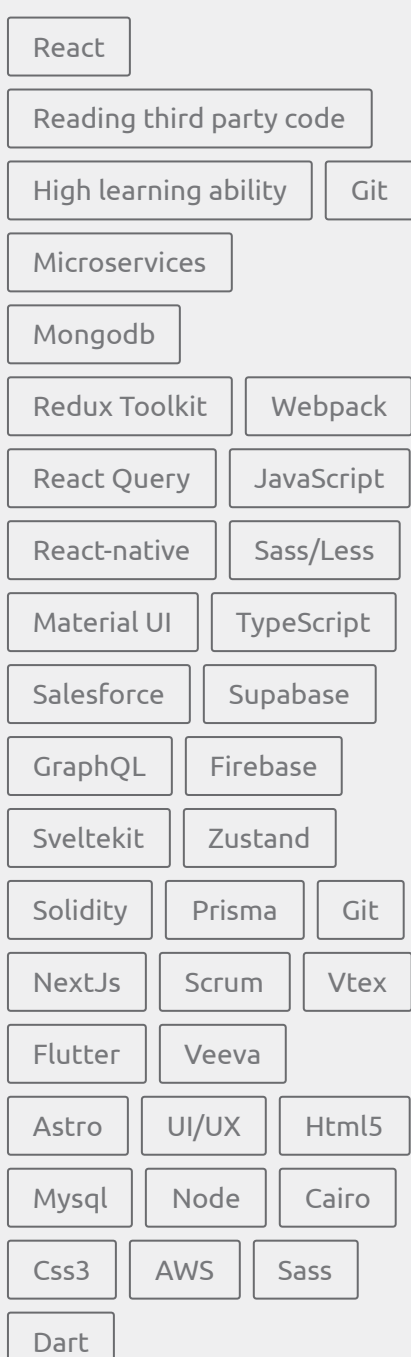 React
Reading third party code
High learning ability Git
Microservices
Mongodb
Redux Toolkit Webpack
React Query JavaScript
React-native Sass/Less
Material UI TypeScript
Salesforce Supabase
GraphQL Firebase
Sveltekit Zustand
Solidity Prisma Git
NextJs Scrum Vtex
Flutter Veeva
Astro UI/UX Html5
Mysql Node Cairo
Css3 AWS Sass
Dart